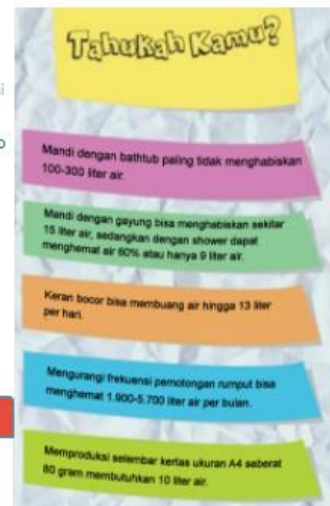 Tahukah Kamu?
Mandi dengan bathtub paling tidak menghabiskan
100-300 liter air.
Mandi dengan gayung bisa menghabiskan sekitar
15 liter air, sedangkan dengan shower dapat
menghemat air 60% atau hanya 9 liter air.
Keran bocor bisa membuang air hingga 13 liter
per hari.
Mengurangi frekuensi pemotongan rumput bisa
menghemat 1.900-5.700 liter air per bulan.
Memproduksi selembar kertas ukuran A4 seberat
80 gram membutuhkan 10 liter air.